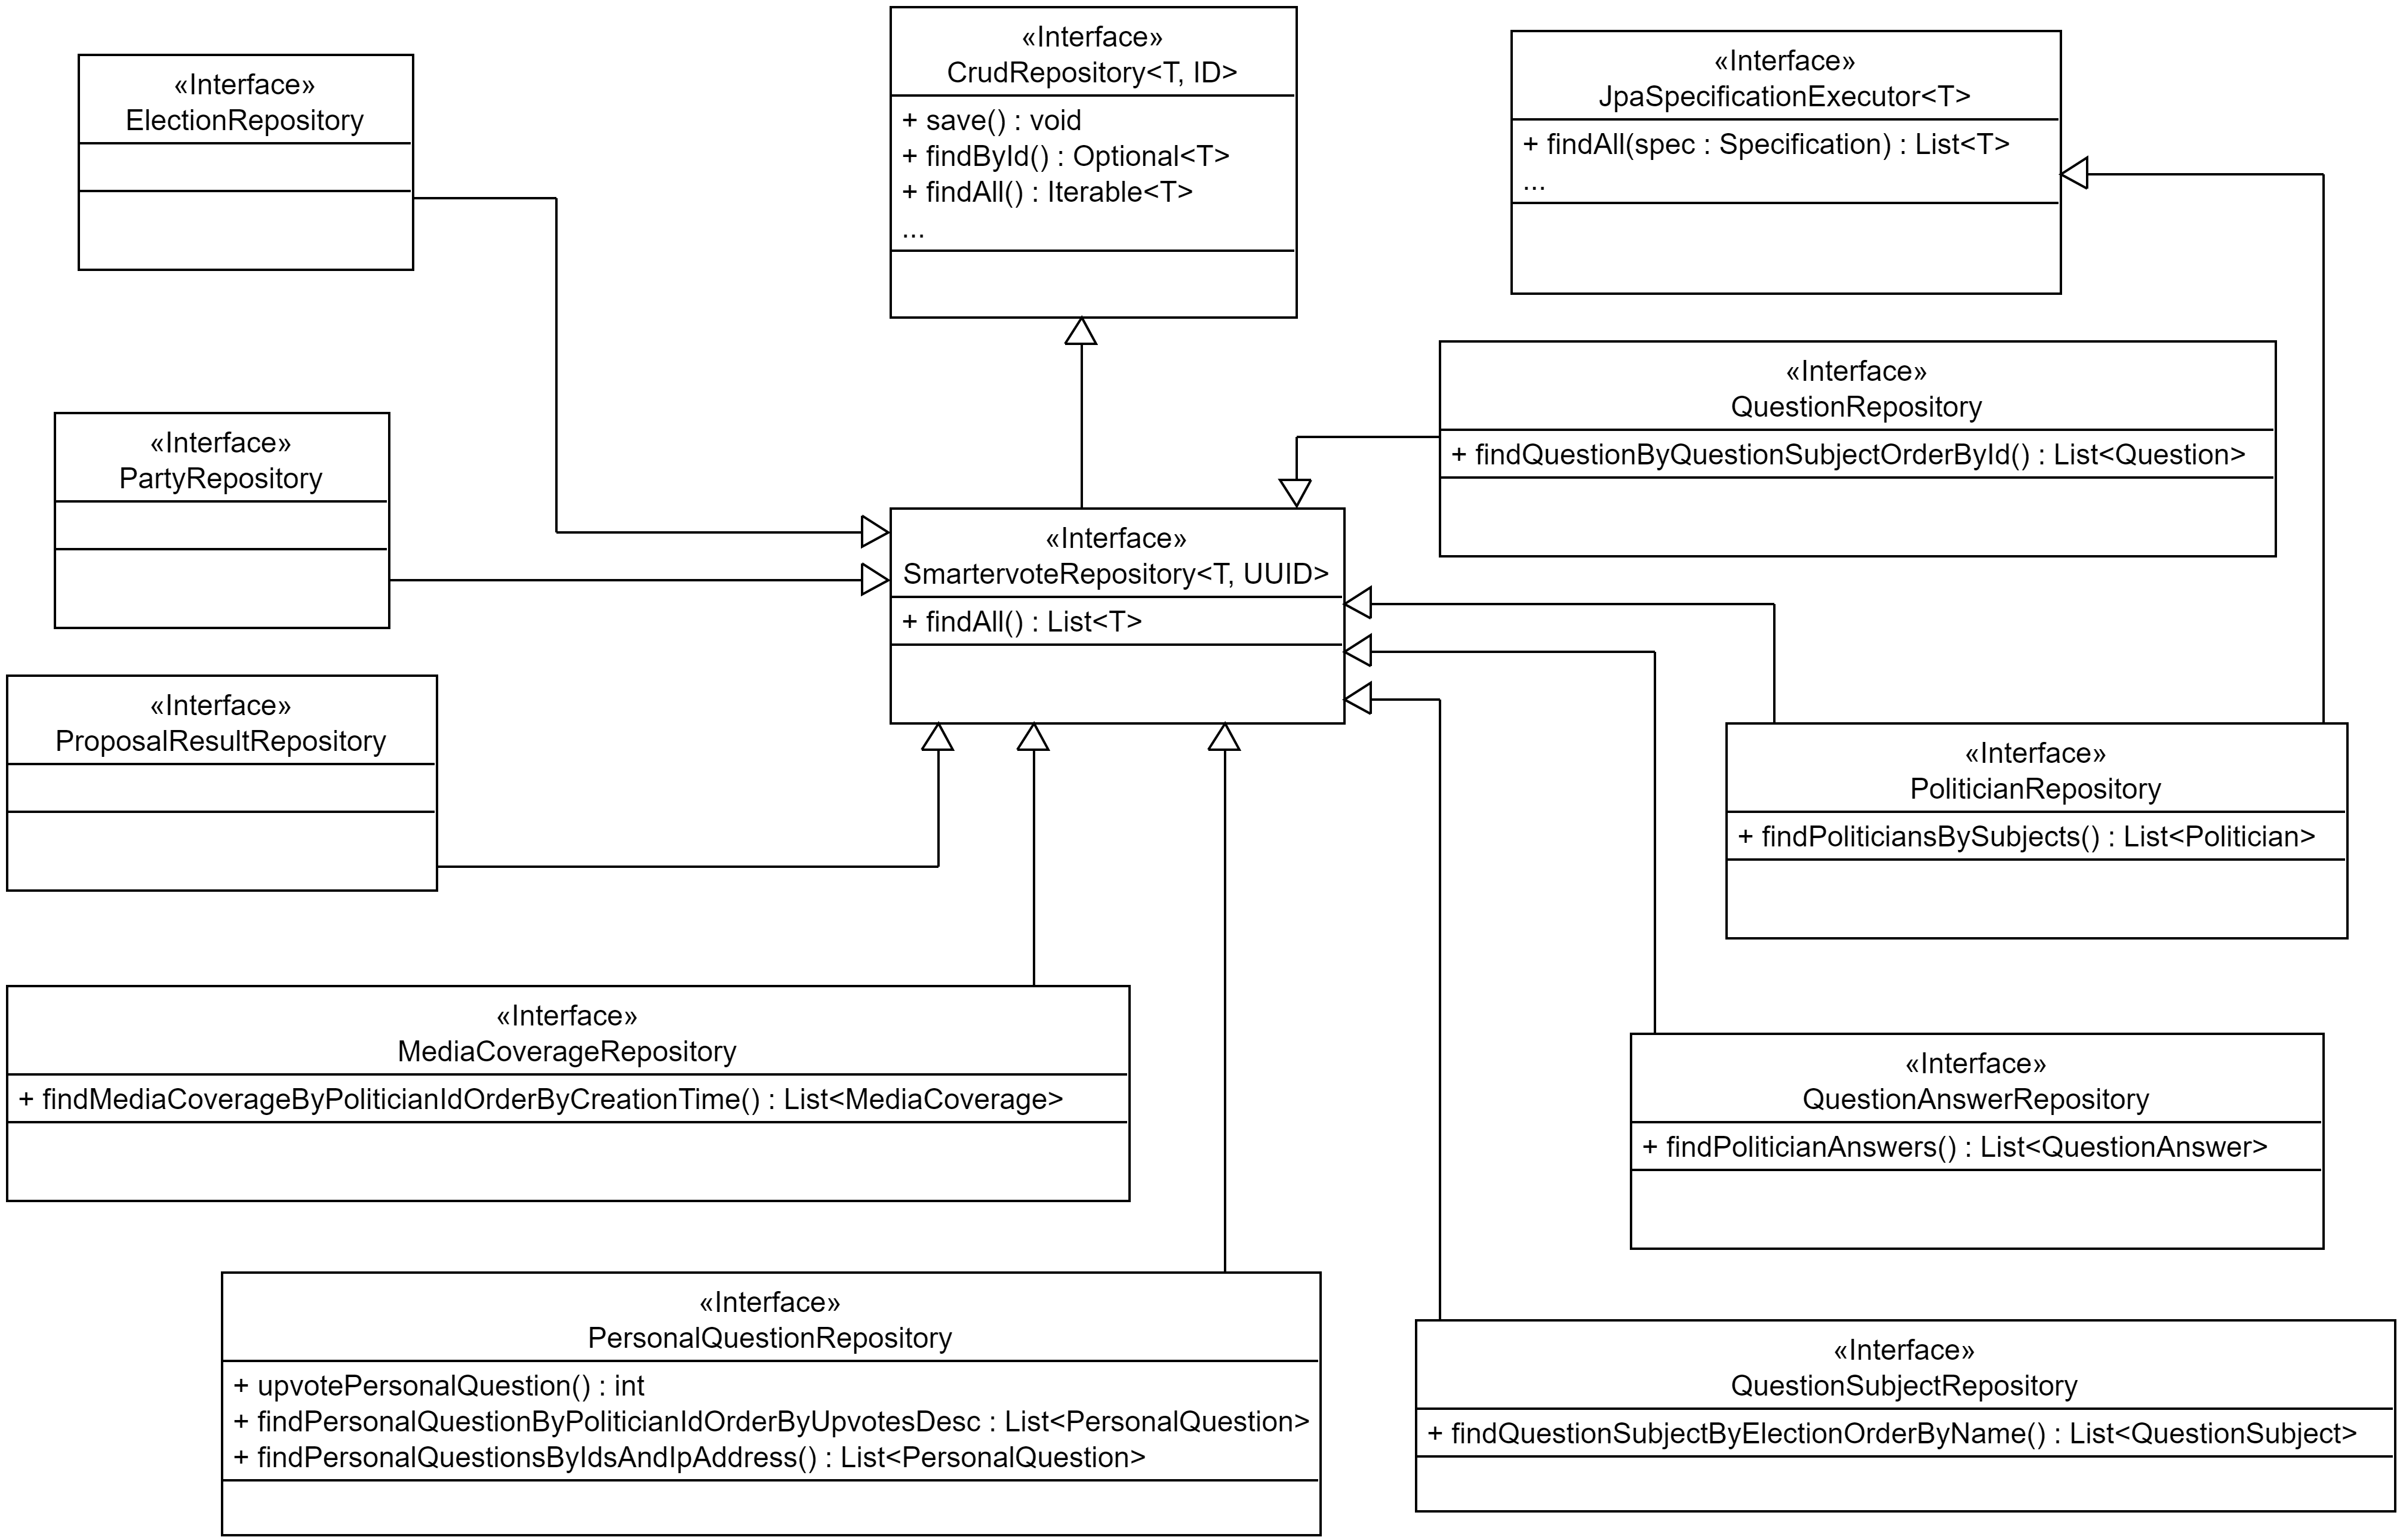 «Interface»
ElectionRepository
«Interface»
CrudRepository<T, ID>
+ save() : void
+ findById() : Optional<T>
+ findAll() : Iterable<T>
...
«Interface»
JpaSpecificationExecutor<T>
+ findAll(spec : Specification) : List<T>
...
«Interface»
QuestionRepository
+ findQuestionByQuestionSubjectOrderById() : List<Question>
«Interface»
PartyRepository
«Interface»
SmartervoteRepository<T, UUID>
+ findAll() : List<T>
«Interface»
ProposalResultRepository
«Interface»
PoliticianRepository
+ findPoliticiansBySubjects() : List<Politician>
«Interface»
MediaCoverageRepository
+ findMediaCoverageByPoliticianIdOrderByCreationTime() : List<MediaCoverage>
«Interface»
QuestionAnswerRepository
+ findPoliticianAnswers() : List<QuestionAnswer>
«Interface»
PersonalQuestionRepository
+ upvotePersonalQuestion() : int
+ findPersonalQuestionByPoliticianIdOrderByUpvotesDesc : List<PersonalQuestion>
+ findPersonalQuestionsByIdsAndIpAddress() : List<PersonalQuestion>
«Interface»
QuestionSubjectRepository
+ findQuestionSubjectByElectionOrderByName() : List<QuestionSubject>